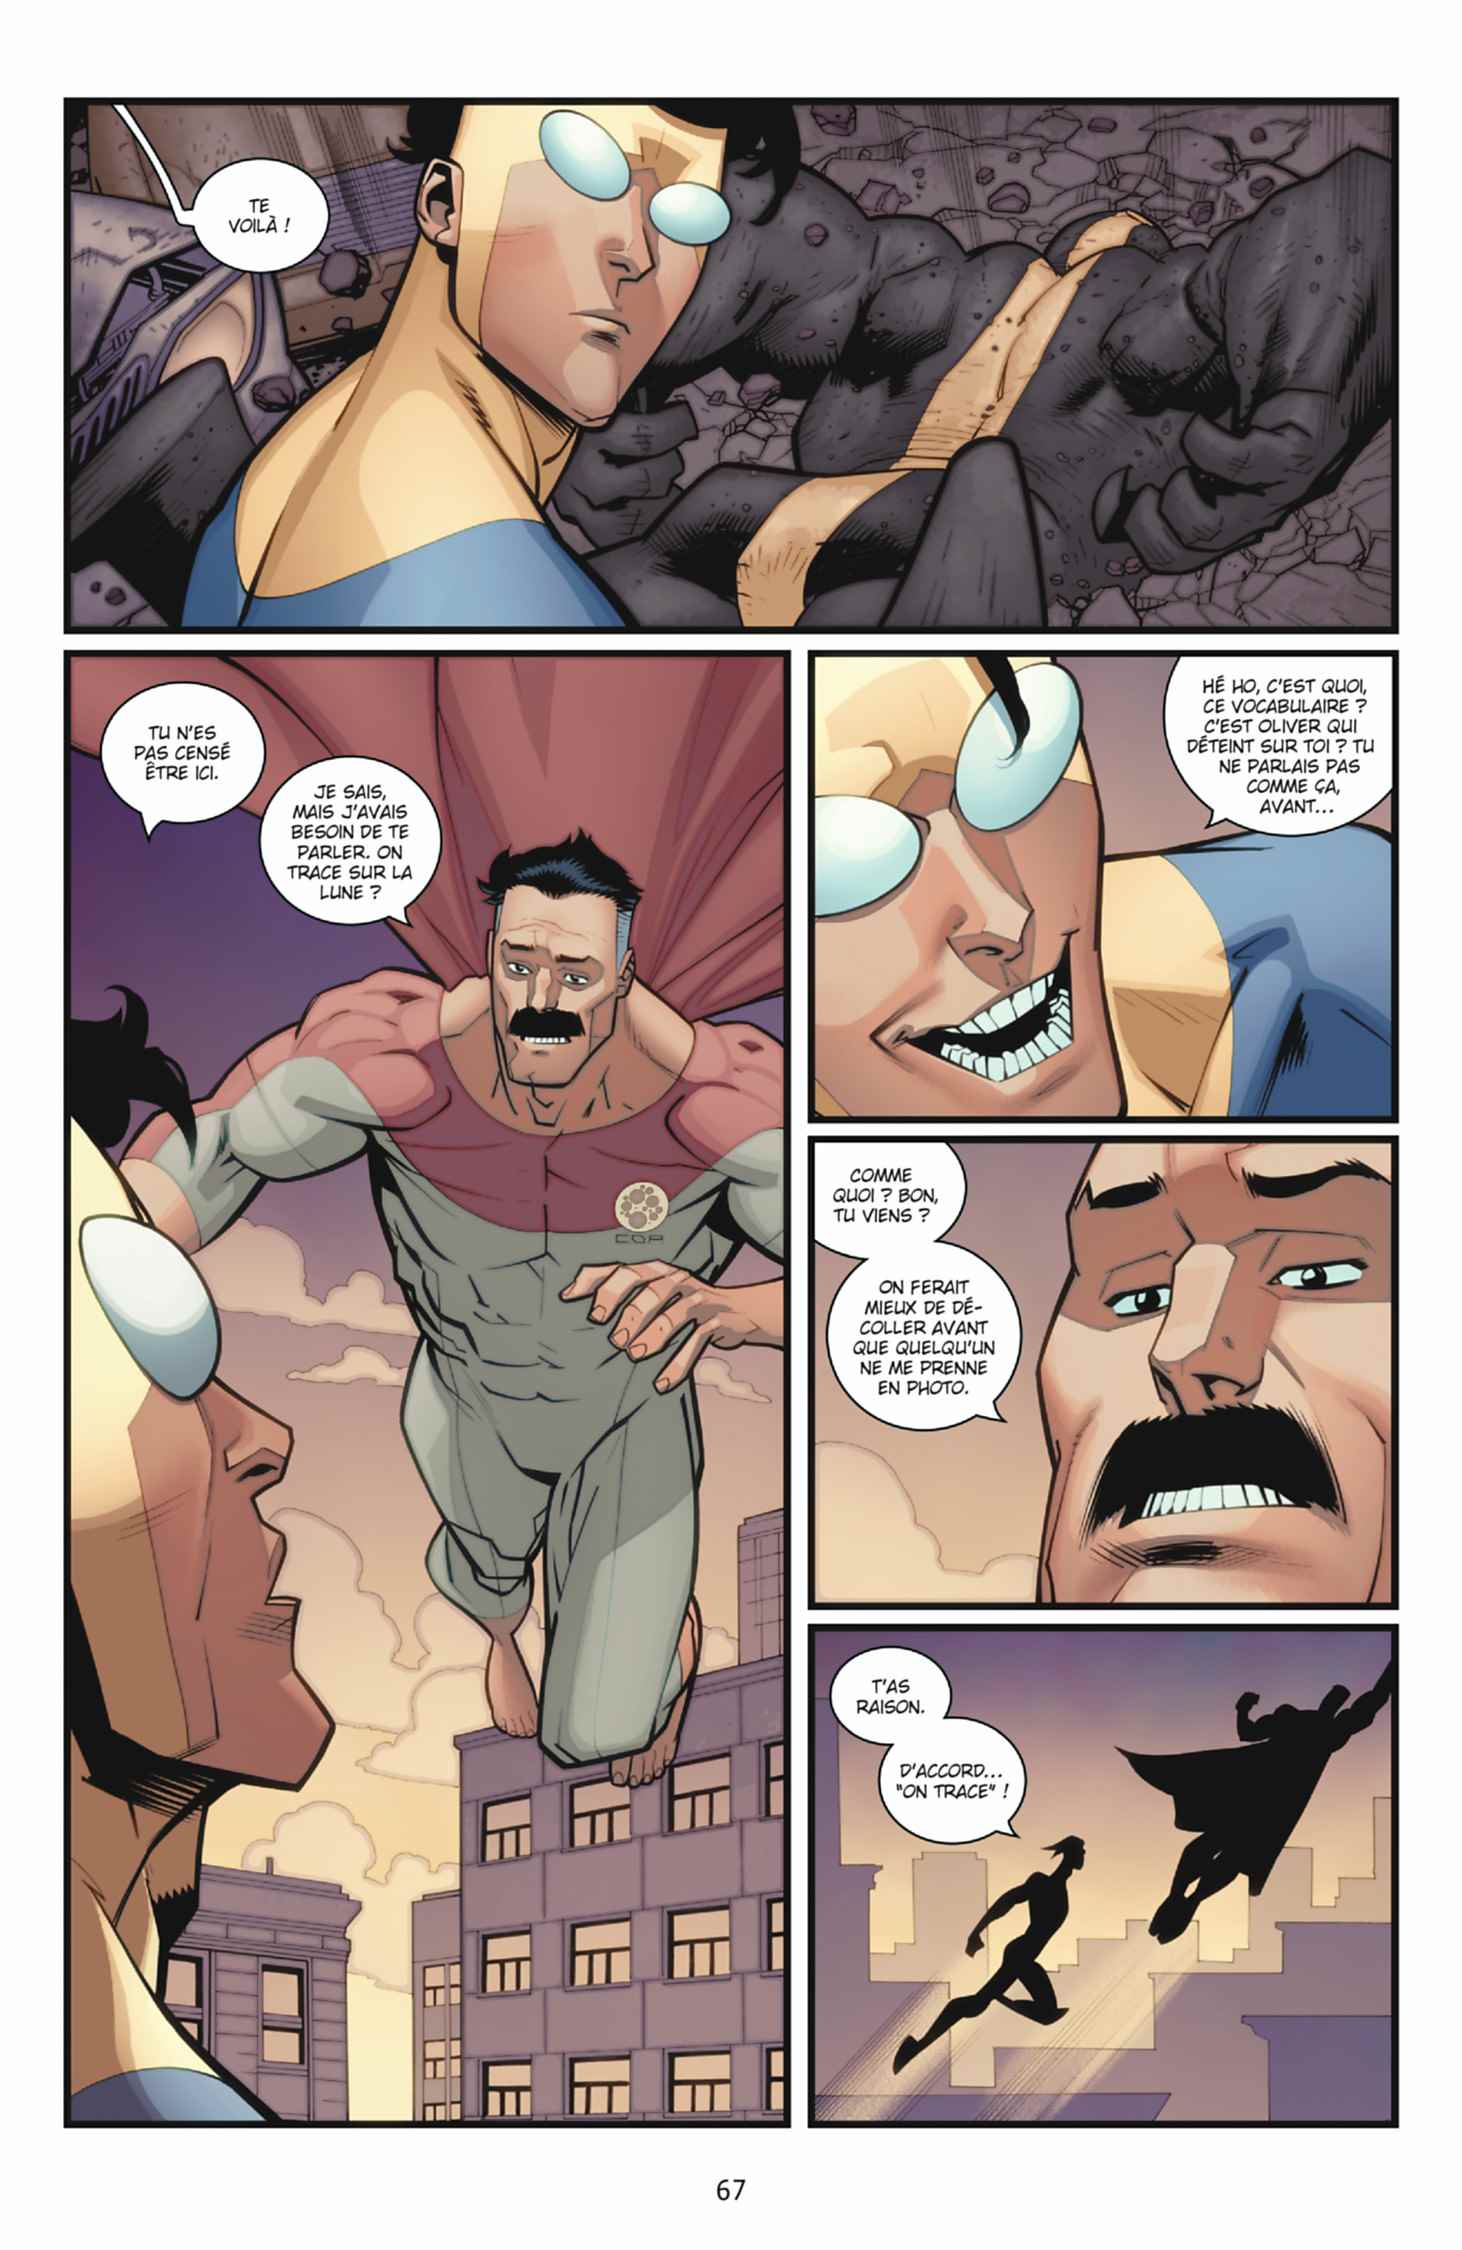 TE
VOILÀ !
TU N'ES
PAS CENSÉ
ÊTRE ICI.
JE SAIS,
MAIS J'AVAIS
BESOIN DE TE
PARLER. ON
TRACE SUR LA
LUNE ?
HÉ HO, C'EST QUOI,
CE VOCABULAIRE ?
C'EST OLIVER QUI
DÉTEINT SUR TOI ? TU
NE PARLAIS PAS
COMME ÇA,
AVANT...
COMME
QUOI ? BON,
TU VIENS ?
ON FERAIT
MIEUX DE DÉ-
COLLER AVANT
QUE QUELQU'UN
NE ME PRENNE
EN PHOTO.
T'AS
RAISON.
D'ACCORD...
"ON TRACE" !
67